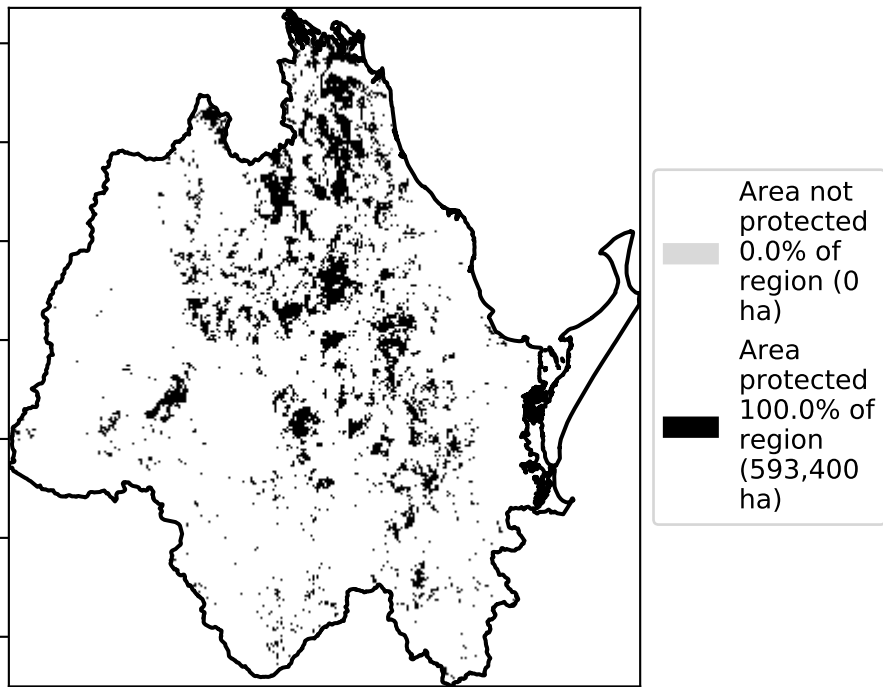 Area not
protected
0.0% of
region (0
ha)
Area
protected
100.0% of
region
(593,400
ha)